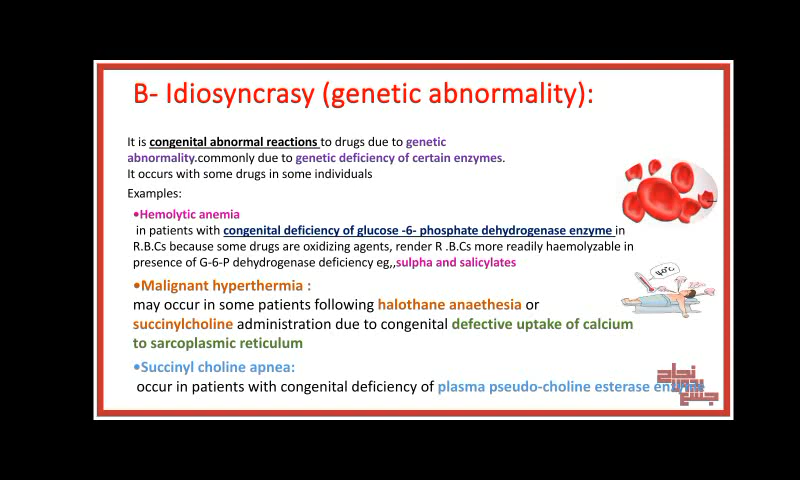 B- Idiosyncrasy (genetic abnormality):
It is congenital abnormal reactions to drugs due to genetic
abnormality.commonly due to genetic deficiency of certain enzymes.
It occurs with some drugs in some individuals
Examples:
•Hemolytic anemia
in patients with congenital deficiency of glucose -6- phosphate dehydrogenase enzyme in
R.B.Cs because some drugs are oxidizing agents, render R .B.Cs more readily haemolyzable in
presence of G-6-P dehydrogenase deficiency eg,,sulpha and salicylates
40°C
•Malignant hyperthermia :
may occur in some patients following halothane anaethesia or
succinylcholine administration due to congenital defective uptake of calcium
to sarcoplasmic reticulum
•Succinyl choline apnea:
occur in patients with congenital deficiency of plasma pseudo-choline esterase enzyme
نجاح
بدون
جشع